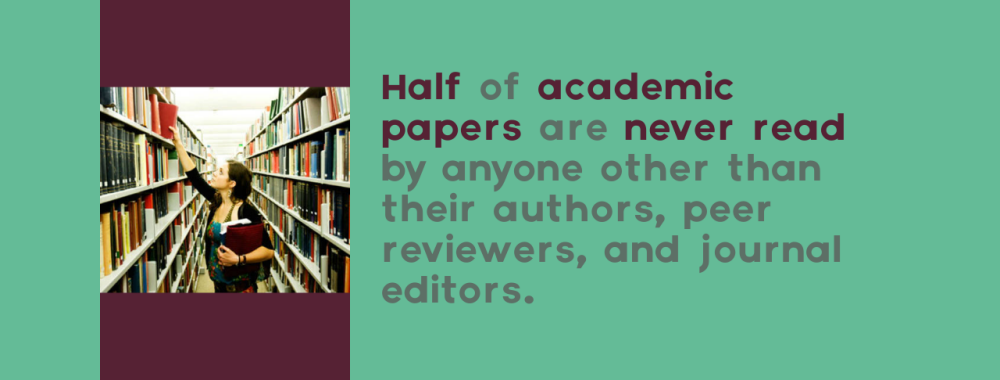 Half of academic
papers are never read
by anyone other than
their authors, peer
reviewers, and journal
editors.